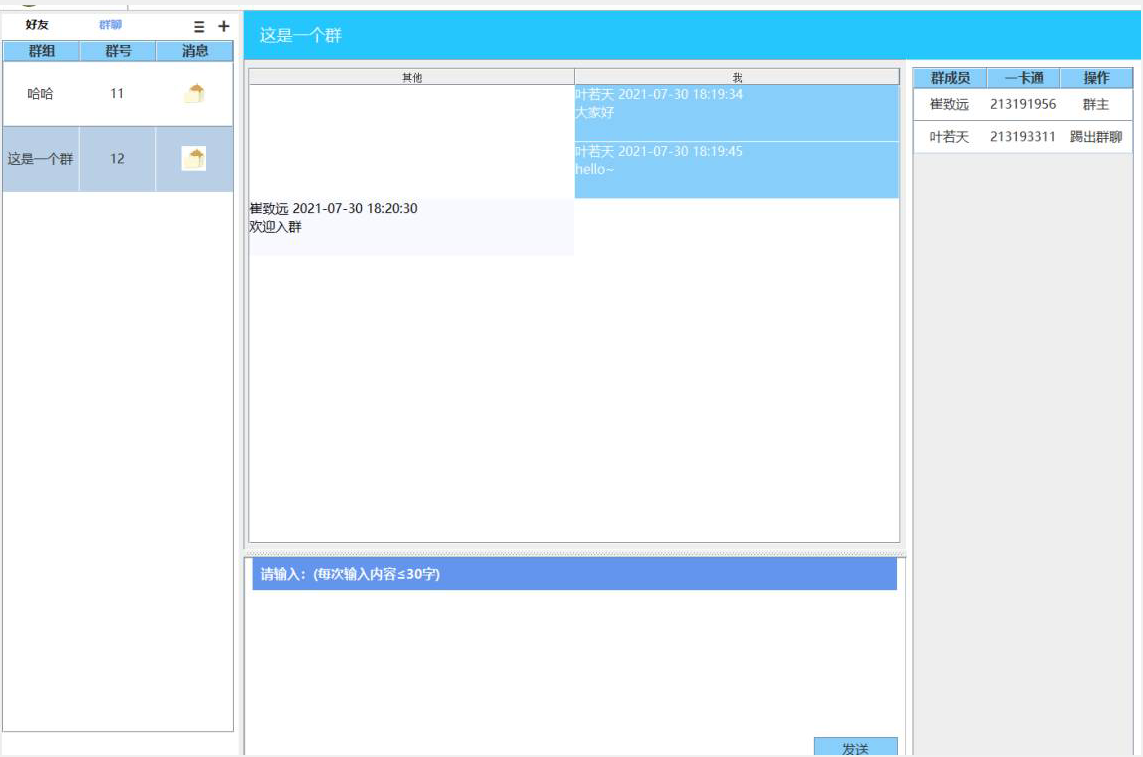 好友 群聊 ☰ +
群组 群号 消息
哈哈 11
这是一个群 12
这是一个群
其他 我
叶若天 2021-07-30 18:19:34
大家好
叶若天 2021-07-30 18:19:45
hello~
崔致远 2021-07-30 18:20:30
欢迎入群
请输入：(每次输入内容≤30字)
发送
群成员 一卡通 操作
崔致远 213191956 群主
叶若天 213193311 踢出群聊